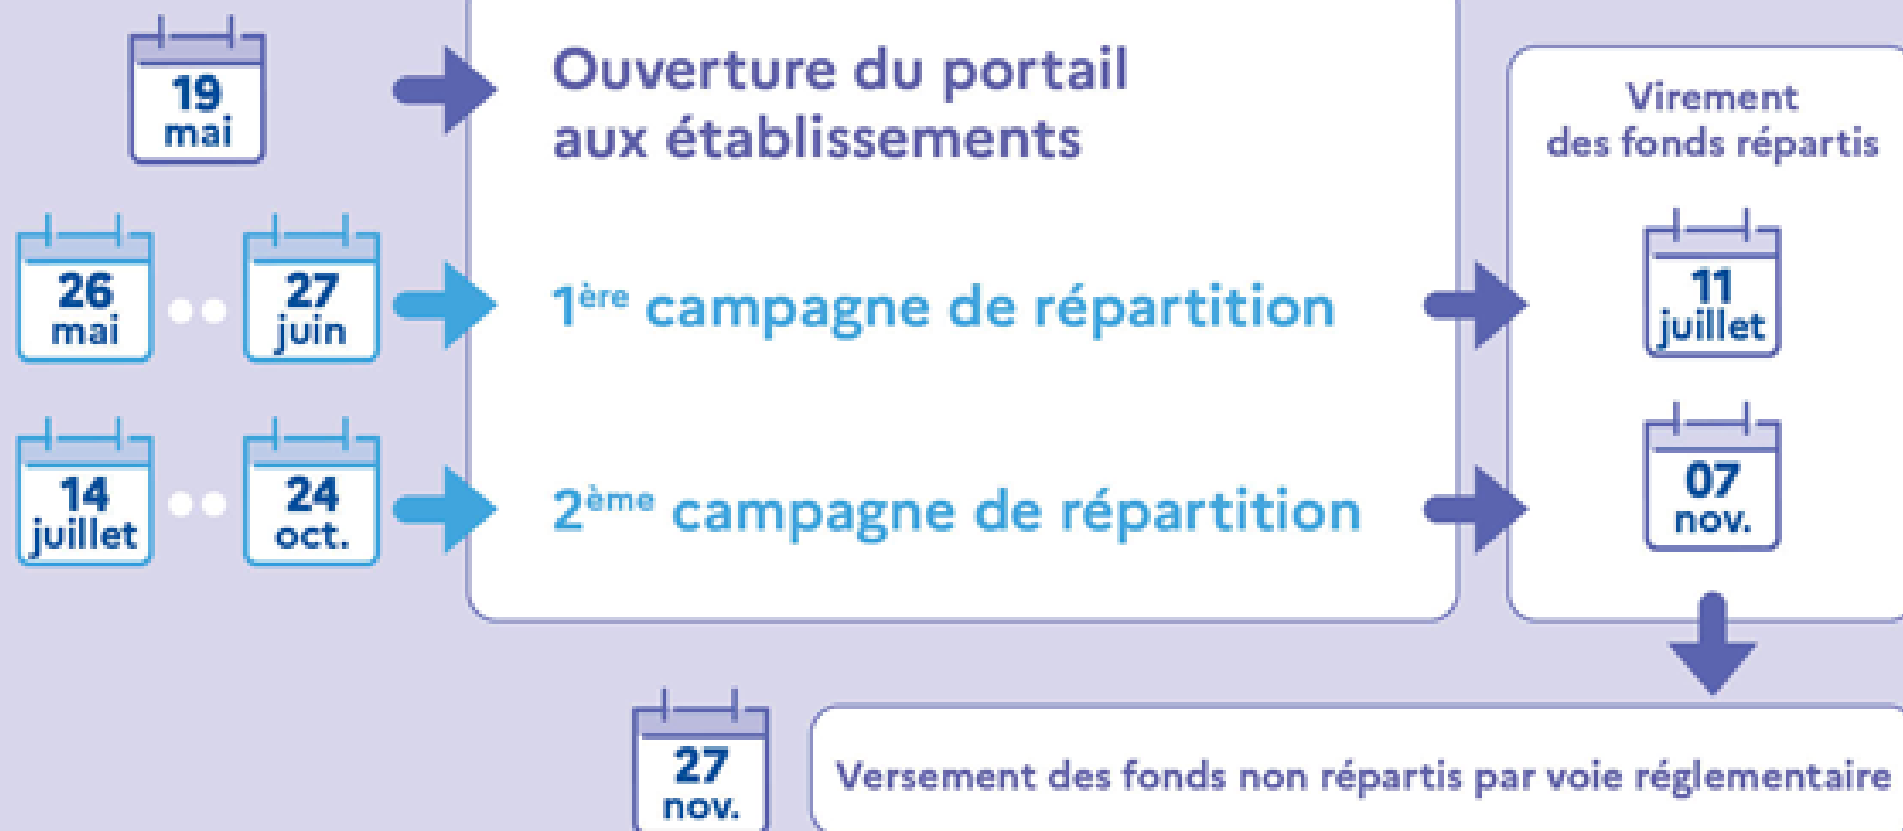 19
mai
Ouverture du portail
aux établissements
Virement
des fonds répartis
26
mai
27
juin
1ère campagne de répartition
11
juillet
14
juillet
24
oct.
2ème campagne de répartition
07
nov.
27
nov.
Versement des fonds non répartis par voie réglementaire